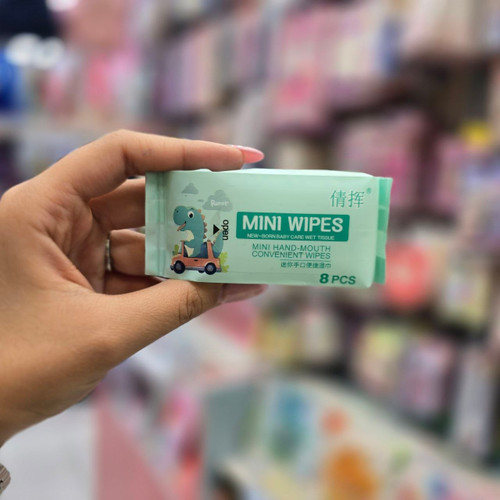 倩挥®
open
MINI WIPES
NEW-BORN/BABY CARE WET TISSUE
MINI HAND-MOUTH
CONVENIENT WIPES
迷你手口便携湿巾
8 PCS